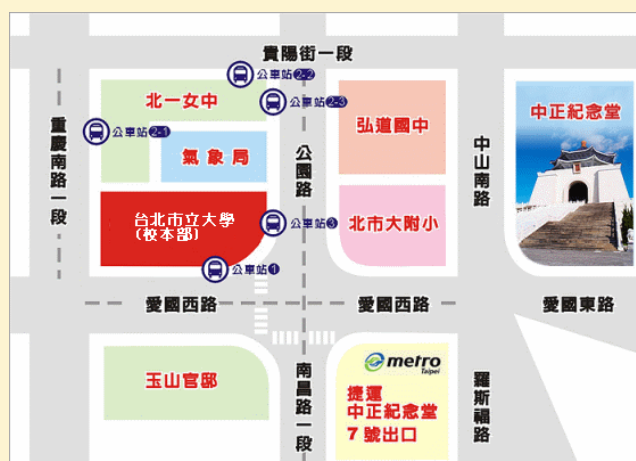 貴陽街一段
公車站2-2
北一女中
公車站2-3
中正紀念堂
弘道國中
公車站2-1
重慶南路一段
氣象局
公園路
中山南路
台北市立大學
(校本部)
公車站3
北市大附小
公車站1
愛國西路
愛國西路
愛國東路
metro
Taipei
玉山官邸
南昌路一段
捷運
中正紀念堂
7號出口
羅斯福路